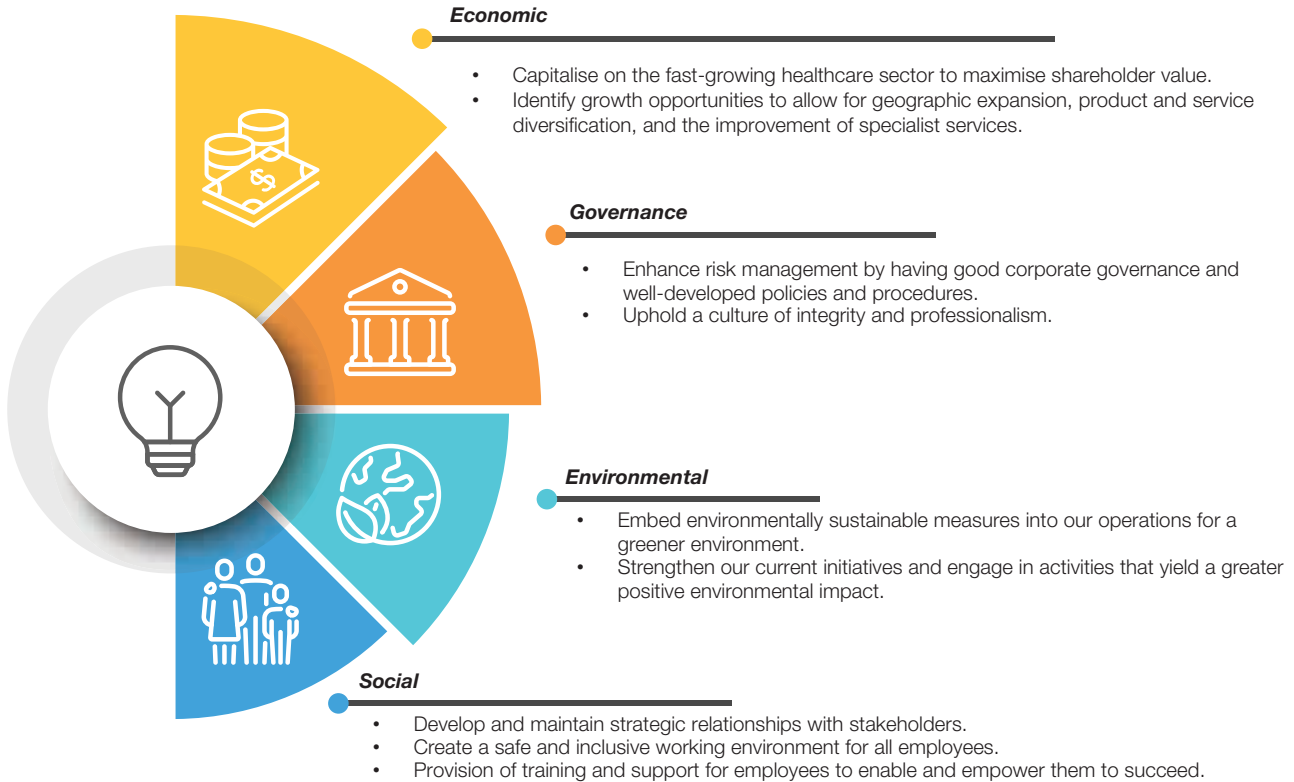 Economic
• Capitalise on the fast-growing healthcare sector to maximise shareholder value.
• Identify growth opportunities to allow for geographic expansion, product and service
diversification, and the improvement of specialist services.
Governance
• Enhance risk management by having good corporate governance and
well-developed policies and procedures.
• Uphold a culture of integrity and professionalism.
Environmental
• Embed environmentally sustainable measures into our operations for a
greener environment.
• Strengthen our current initiatives and engage in activities that yield a greater
positive environmental impact.
Social
• Develop and maintain strategic relationships with stakeholders.
• Create a safe and inclusive working environment for all employees.
• Provision of training and support for employees to enable and empower them to succeed.